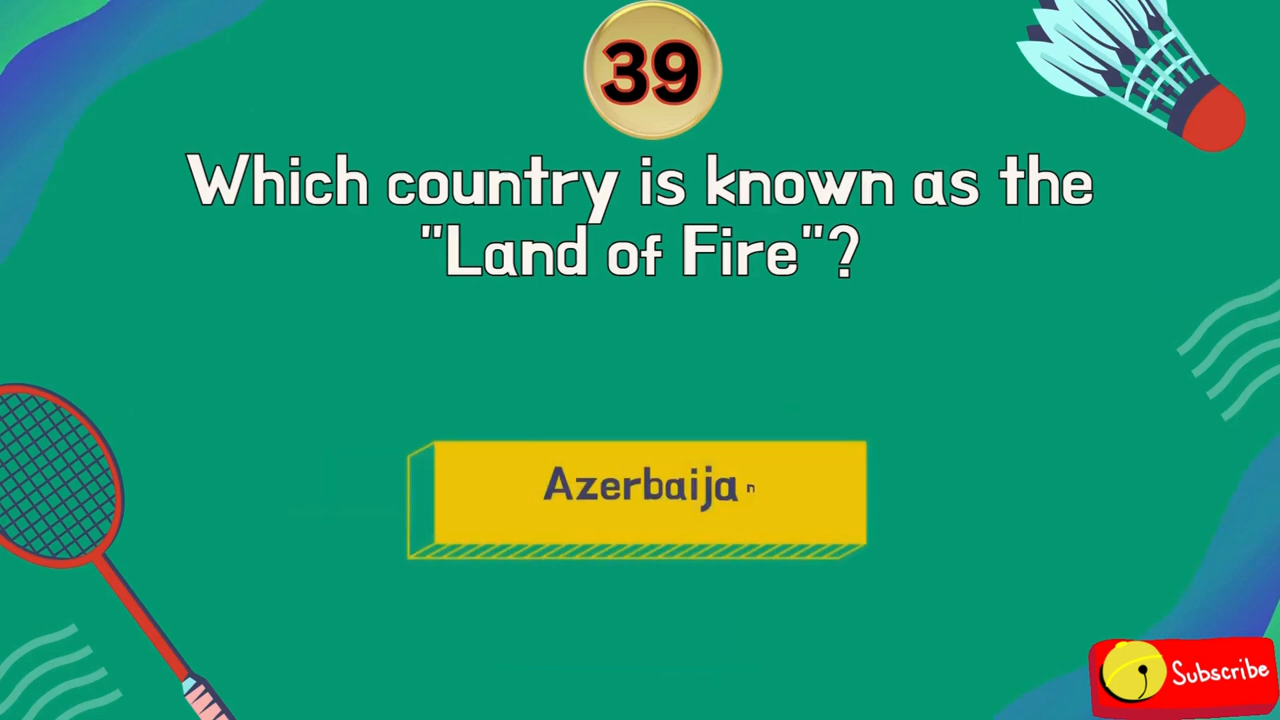 39
Which country is known as the
"Land of Fire"?
Azerbaijan
Subscribe